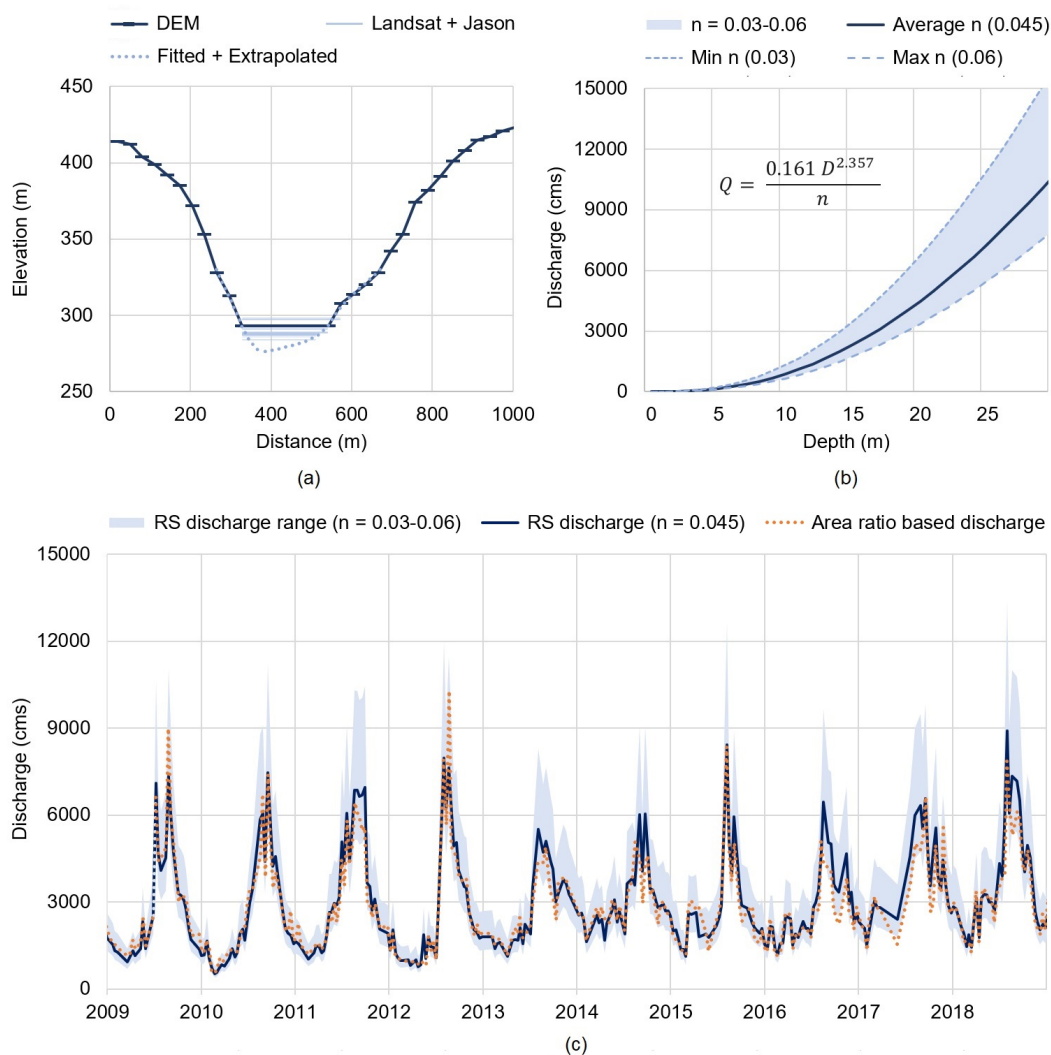 DEM
Landsat + Jason
Fitted + Extrapolated
450
400
350
300
250
Elevation (m)
0 200 400 600 800 1000
Distance (m)
(a)
n = 0.03-0.06
Average n (0.045)
Min n (0.03)
Max n (0.06)
15000
12000
9000
6000
3000
0
Discharge (cms)
Q = 0.161 D^2.357 / n
0 5 10 15 20 25
Depth (m)
(b)
RS discharge range (n = 0.03-0.06)
RS discharge (n = 0.045)
Area ratio based discharge
15000
12000
9000
6000
3000
0
Discharge (cms)
2009 2010 2011 2012 2013 2014 2015 2016 2017 2018
(c)